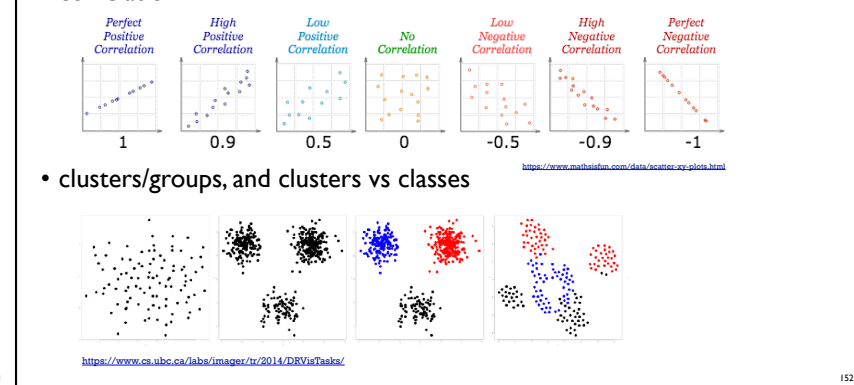 Perfect Positive Correlation
High Positive Correlation
Low Positive Correlation
No Correlation
Low Negative Correlation
High Negative Correlation
Perfect Negative Correlation
1 0.9 0.5 0 -0.5 -0.9 -1
https://www.mathsisfun.com/data/scatter-xy-plots.html
• clusters/groups, and clusters vs classes
https://www.cs.ubc.ca/labs/imager/tr/2014/DRVisTasks/
152